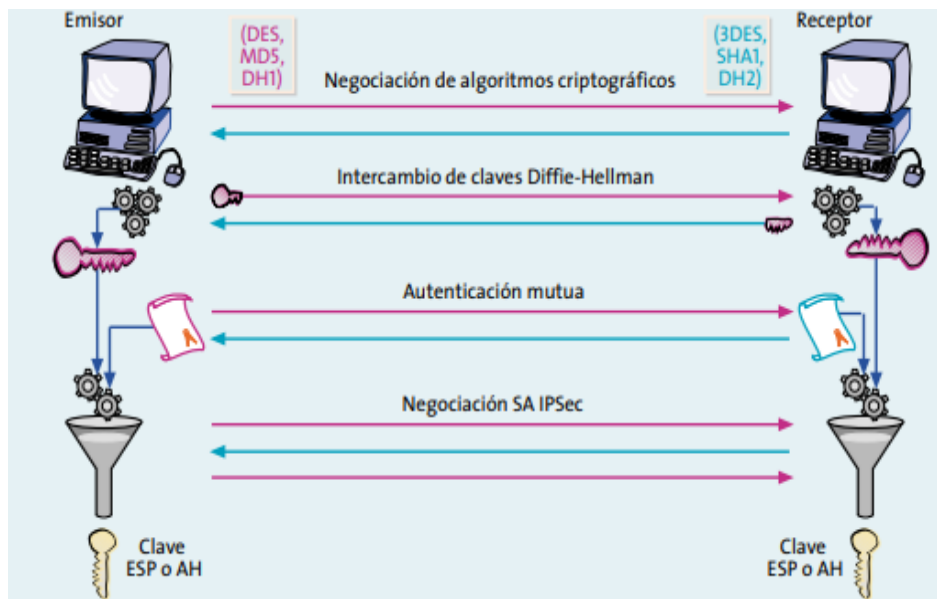 Emisor
Receptor
(DES,
MD5,
DH1)
(3DES,
SHA1,
DH2)
Negociación de algoritmos criptográficos
Intercambio de claves Diffie-Hellman
Autenticación mutua
Negociación SA IPSec
Clave
ESP o AH
Clave
ESP o AH